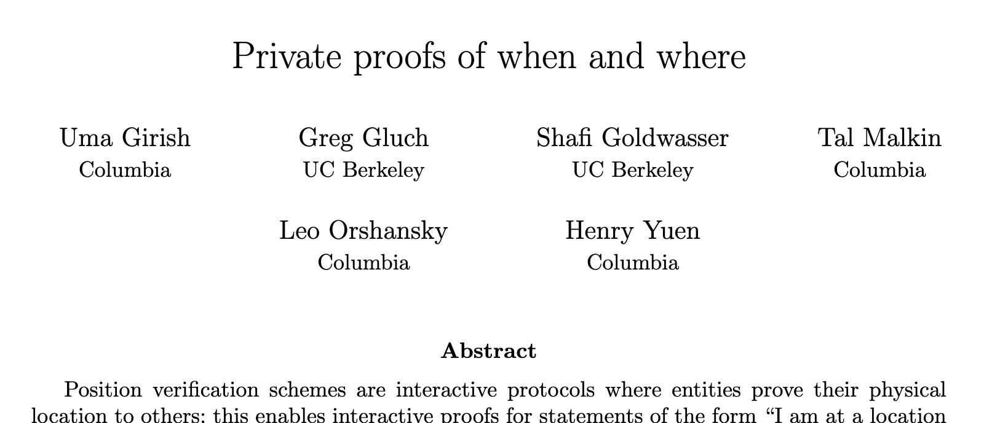 Private proofs of when and where
Uma Girish Greg Gluch Shafi Goldwasser Tal Malkin
Columbia UC Berkeley UC Berkeley Columbia
Leo Orshansky Henry Yuen
Columbia Columbia
Abstract
Position verification schemes are interactive protocols where entities prove their physical
location to others; this enables interactive proofs for statements of the form “I am at a location